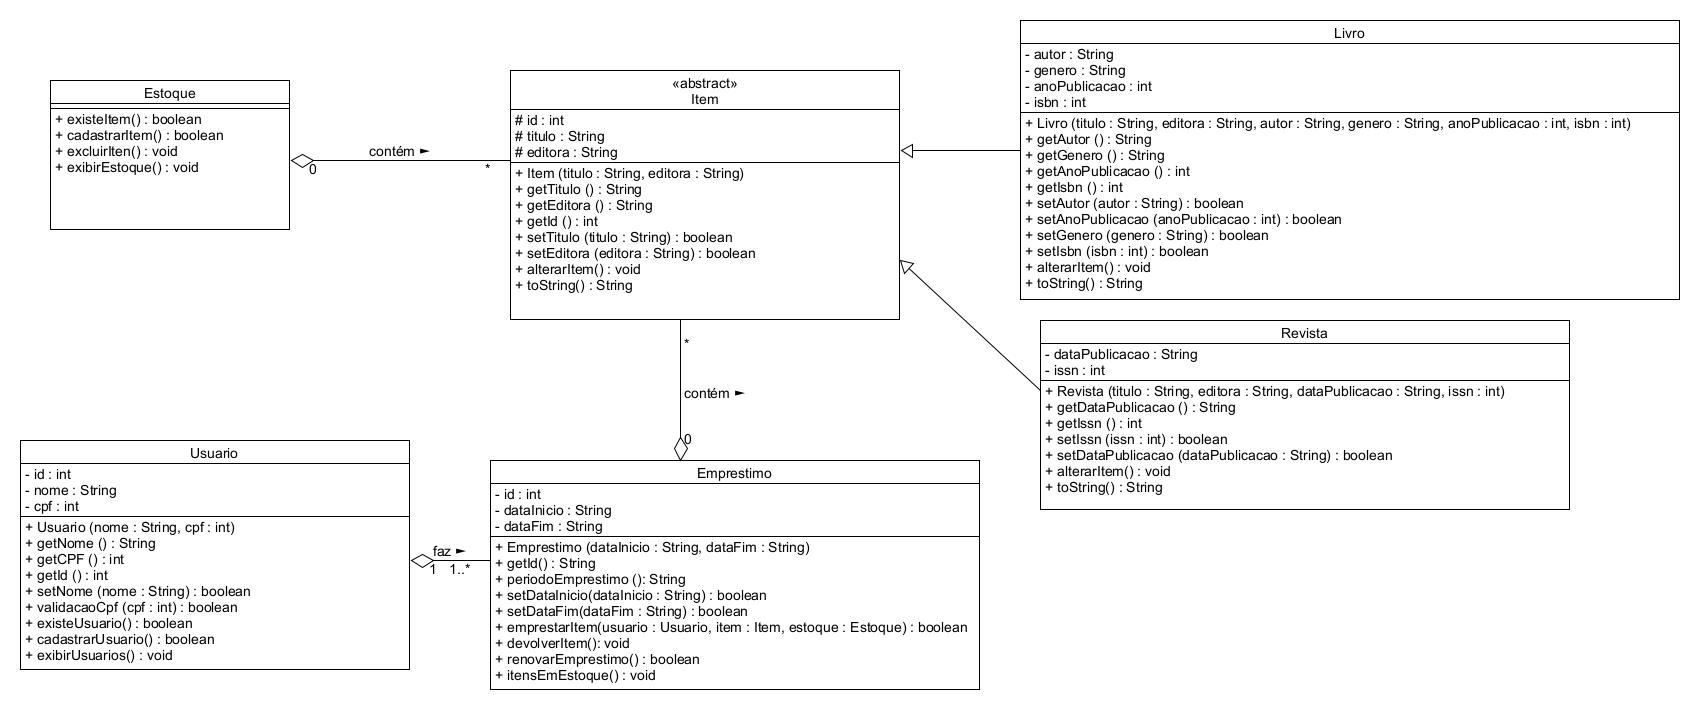 Estoque
+ existeItem() : boolean
+ cadastrarItem() : boolean
+ excluirIten() : void
+ exibirEstoque() : void
contém ►
0
*
«abstract»
Item
# id : int
# titulo : String
# editora : String
+ Item (titulo : String, editora : String)
+ getTitulo () : String
+ getEditora () : String
+ getId () : int
+ setTitulo (titulo : String) : boolean
+ setEditora (editora : String) : boolean
+ alterarItem() : void
+ toString() : String
Livro
- autor : String
- genero : String
- anoPublicacao : int
- isbn : int
+ Livro (titulo : String, editora : String, autor : String, genero : String, anoPublicacao : int, isbn : int)
+ getAutor () : String
+ getGenero () : String
+ getAnoPublicacao () : int
+ getIsbn () : int
+ setAutor (autor : String) : boolean
+ setAnoPublicacao (anoPublicacao : int) : boolean
+ setGenero (genero : String) : boolean
+ setIsbn (isbn : int) : boolean
+ alterarItem() : void
+ toString() : String
Revista
- dataPublicacao : String
- issn : int
+ Revista (titulo : String, editora : String, dataPublicacao : String, issn : int)
+ getDataPublicacao () : String
+ getIssn () : int
+ setIssn (issn : int) : boolean
+ setDataPublicacao (dataPublicacao : String) : boolean
+ alterarItem() : void
+ toString() : String
*
contém ►
0
Usuario
- id : int
- nome : String
- cpf : int
+ Usuario (nome : String, cpf : int)
+ getNome () : String
+ getCPF () : int
+ getId () : int
+ setNome (nome : String) : boolean
+ validacaoCpf (cpf : int) : boolean
+ existeUsuario() : boolean
+ cadastrarUsuario() : boolean
+ exibirUsuarios() : void
faz ►
1 1..*
Emprestimo
- id : int
- dataInicio : String
- dataFim : String
+ Emprestimo (dataInicio : String, dataFim : String)
+ getId() : String
+ periodoEmprestimo (): String
+ setDataInicio(dataInicio : String) : boolean
+ setDataFim(dataFim : String) : boolean
+ emprestarItem(usuario : Usuario, item : Item, estoque : Estoque) : boolean
+ devolverItem(): void
+ renovarEmprestimo() : boolean
+ itensEmEstoque() : void